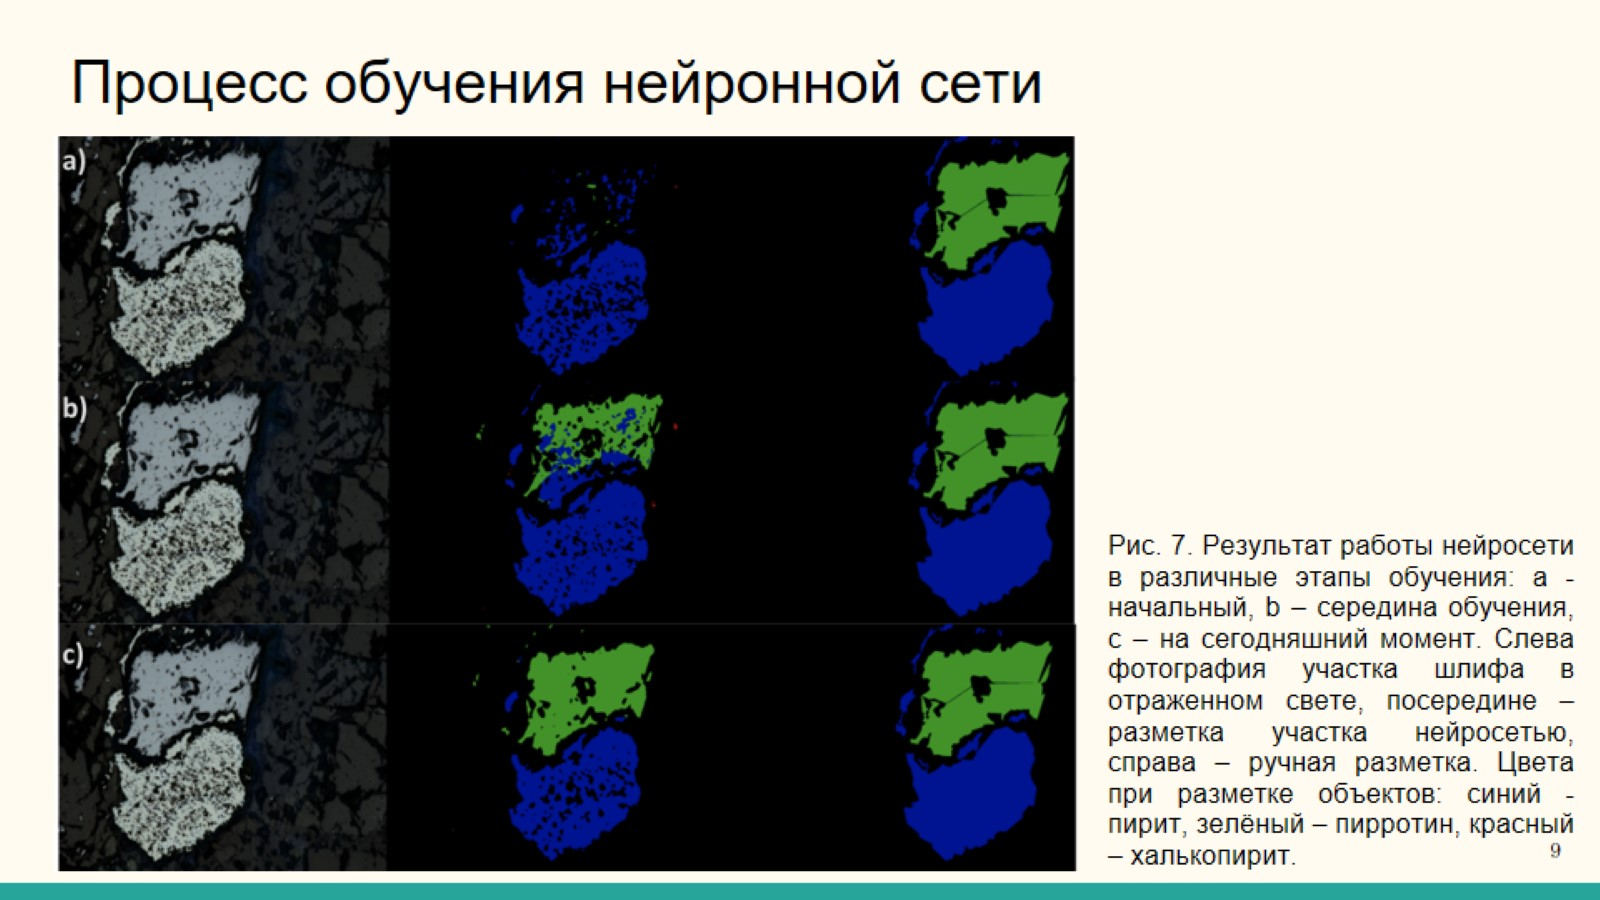 Процесс обучения нейронной сети
a)
b)
c)
Рис. 7. Результат работы нейросети
в различные этапы обучения: а -
начальный, b – середина обучения,
с – на сегодняшний момент. Слева
фотография участка шлифа в
отраженном свете, посередине –
разметка участка нейросетью,
справа – ручная разметка. Цвета
при разметке объектов: синий -
пирит, зелёный – пирротин, красный
– халькопирит.
9